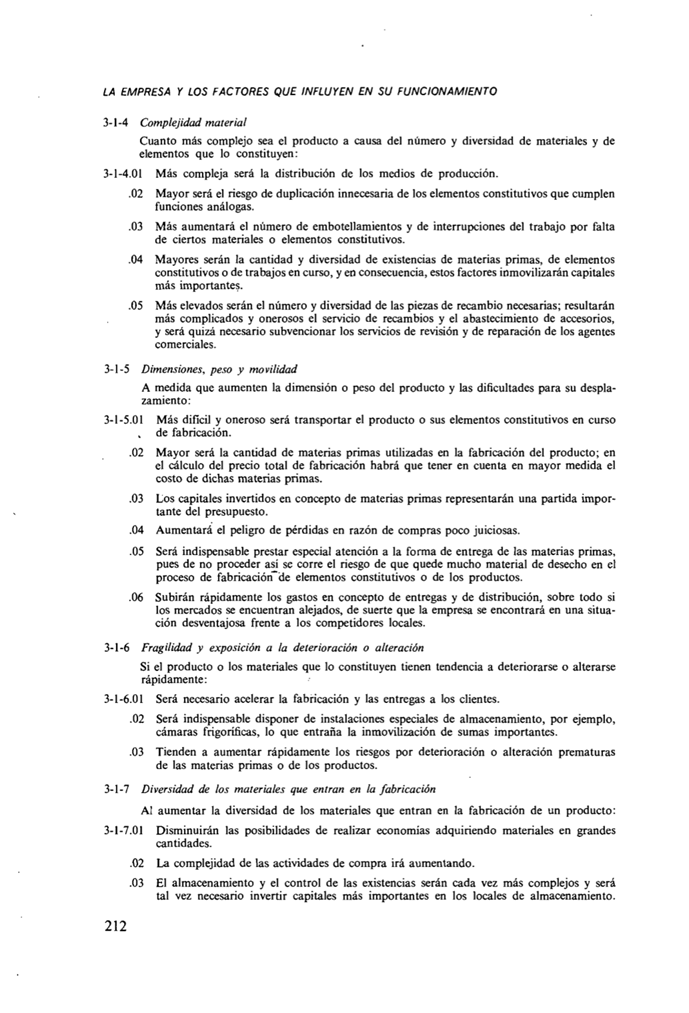 LA EMPRESA Y LOS FACTORES QUE INFLUYEN EN SU FUNCIONAMIENTO
3-1-4 Complejidad material
Cuanto más complejo sea el producto a causa del número y diversidad de materiales y de
elementos que lo constituyen:
3-1-4.01 Más compleja será la distribución de los medios de producción.
.02 Mayor será el riesgo de duplicación innecesaria de los elementos constitutivos que cumplen
funciones análogas.
.03 Más aumentará el número de embotellamientos y de interrupciones del trabajo por falta
de ciertos materiales o elementos constitutivos.
.04 Mayores serán la cantidad y diversidad de existencias de materias primas, de elementos
constitutivos o de trabajos en curso, y en consecuencia, estos factores inmovilizarán capitales
más importantes.
.05 Más elevados serán el número y diversidad de las piezas de recambio necesarias; resultarán
más complicados y onerosos el servicio de recambios y el abastecimiento de accesorios,
y será quizá necesario subvencionar los servicios de revisión y de reparación de los agentes
comerciales.
3-1-5 Dimensiones, peso y movilidad
A medida que aumenten la dimensión o peso del producto y las dificultades para su despla-
zamiento:
3-1-5.01 Más difícil y oneroso será transportar el producto o sus elementos constitutivos en curso
de fabricación.
.02 Mayor será la cantidad de materias primas utilizadas en la fabricación del producto; en
el cálculo del precio total de fabricación habrá que tener en cuenta en mayor medida el
costo de dichas materias primas.
.03 Los capitales invertidos en concepto de materias primas representarán una partida impor-
tante del presupuesto.
.04 Aumentará el peligro de pérdidas en razón de compras poco juiciosas.
.05 Será indispensable prestar especial atención a la forma de entrega de las materias primas,
pues de no proceder así se corre el riesgo de que quede mucho material de desecho en el
proceso de fabricación de elementos constitutivos o de los productos.
.06 Subirán rápidamente los gastos en concepto de entregas y de distribución, sobre todo si
los mercados se encuentran alejados, de suerte que la empresa se encontrará en una situa-
ción desventajosa frente a los competidores locales.
3-1-6 Fragilidad y exposición a la deterioración o alteración
Si el producto o los materiales que lo constituyen tienen tendencia a deteriorarse o alterarse
rápidamente:
3-1-6.01 Será necesario acelerar la fabricación y las entregas a los clientes.
.02 Será indispensable disponer de instalaciones especiales de almacenamiento, por ejemplo,
cámaras frigoríficas, lo que entraña la inmovilización de sumas importantes.
.03 Tienden a aumentar rápidamente los riesgos por deterioración o alteración prematuras
de las materias primas o de los productos.
3-1-7 Diversidad de los materiales que entran en la fabricación
Al aumentar la diversidad de los materiales que entran en la fabricación de un producto:
3-1-7.01 Disminuirán las posibilidades de realizar economías adquiriendo materiales en grandes
cantidades.
.02 La complejidad de las actividades de compra irá aumentando.
.03 El almacenamiento y el control de las existencias serán cada vez más complejos y será
tal vez necesario invertir capitales más importantes en los locales de almacenamiento.
212